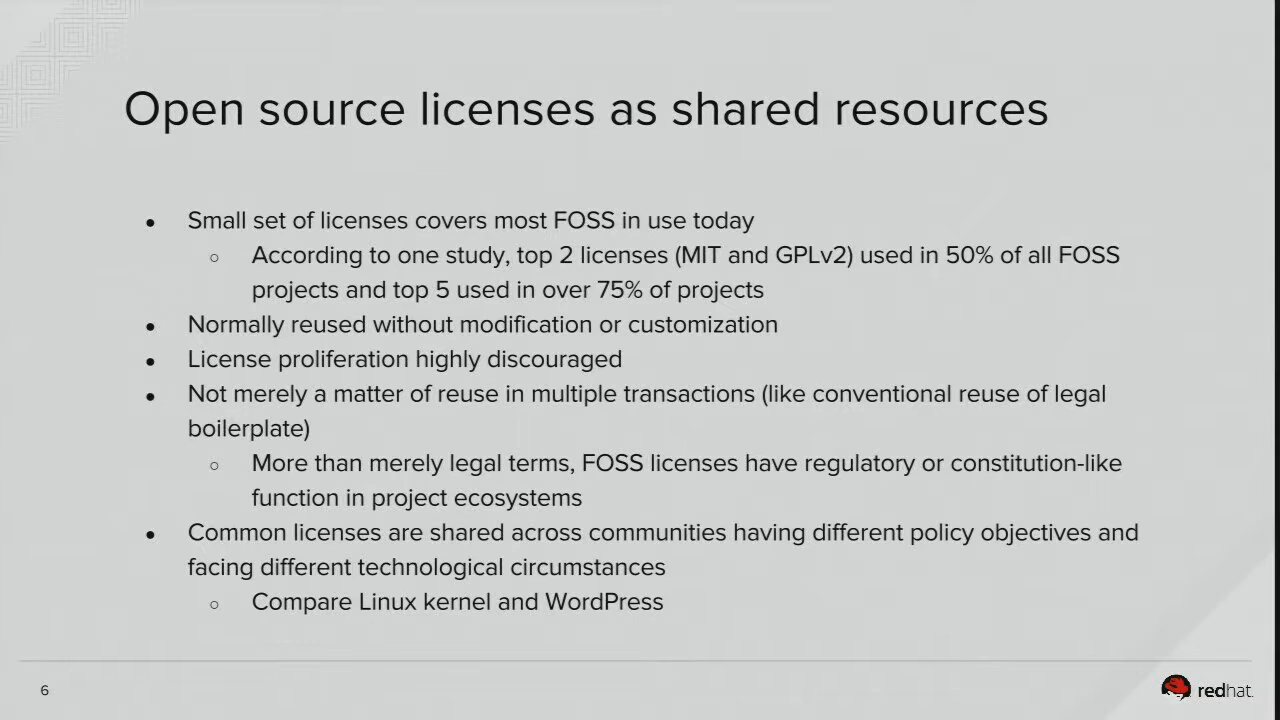 Open source licenses as shared resources
● Small set of licenses covers most FOSS in use today
○ According to one study, top 2 licenses (MIT and GPLv2) used in 50% of all FOSS
projects and top 5 used in over 75% of projects
● Normally reused without modification or customization
● License proliferation highly discouraged
● Not merely a matter of reuse in multiple transactions (like conventional reuse of legal
boilerplate)
○ More than merely legal terms, FOSS licenses have regulatory or constitution-like
function in project ecosystems
● Common licenses are shared across communities having different policy objectives and
facing different technological circumstances
○ Compare Linux kernel and WordPress
6
redhat.